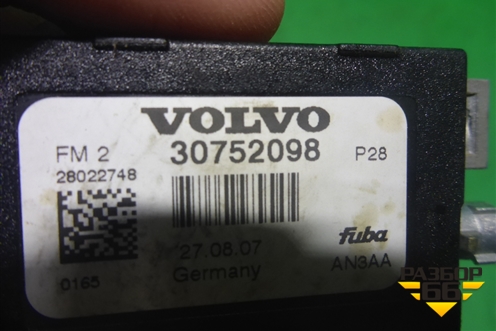 VOLVO
FM 2
30752098
P28
28022748
27.08.07
fuba
0165
Germany
AN3AA
РАЗБОР
66